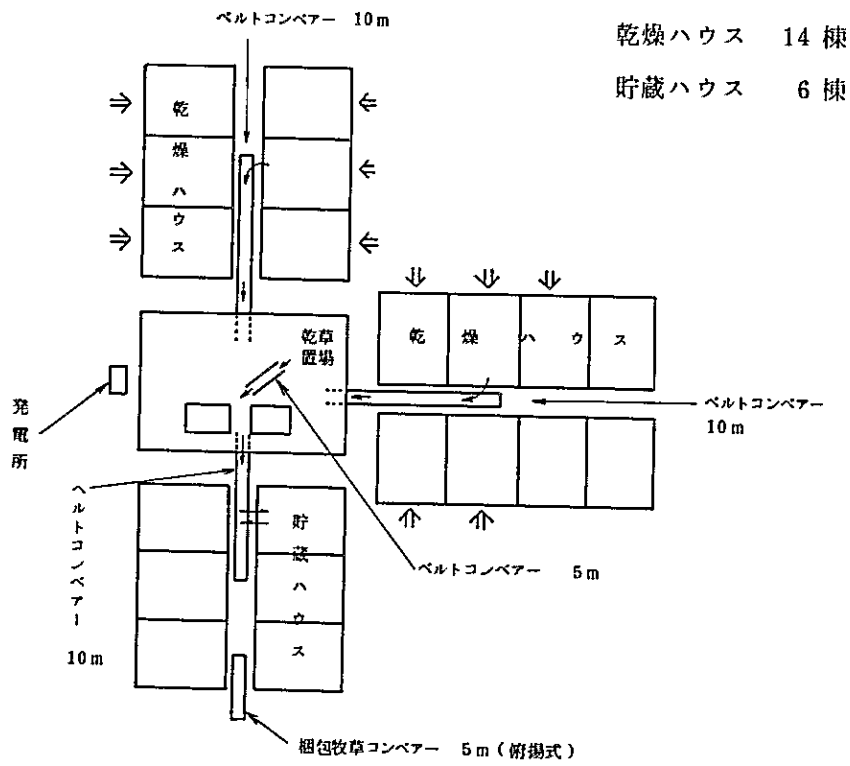 ベルトコンベアー 10m
乾燥ハウス 14棟
貯蔵ハウス 6棟
乾燥ハウス
乾草
置場
乾燥ハウス
発電所
ベルトコンベアー
10m
ベルトコンベアー 10m
貯蔵ハウス
ベルトコンベアー 5m
梱包牧草コンベアー 5m(俯揚式)